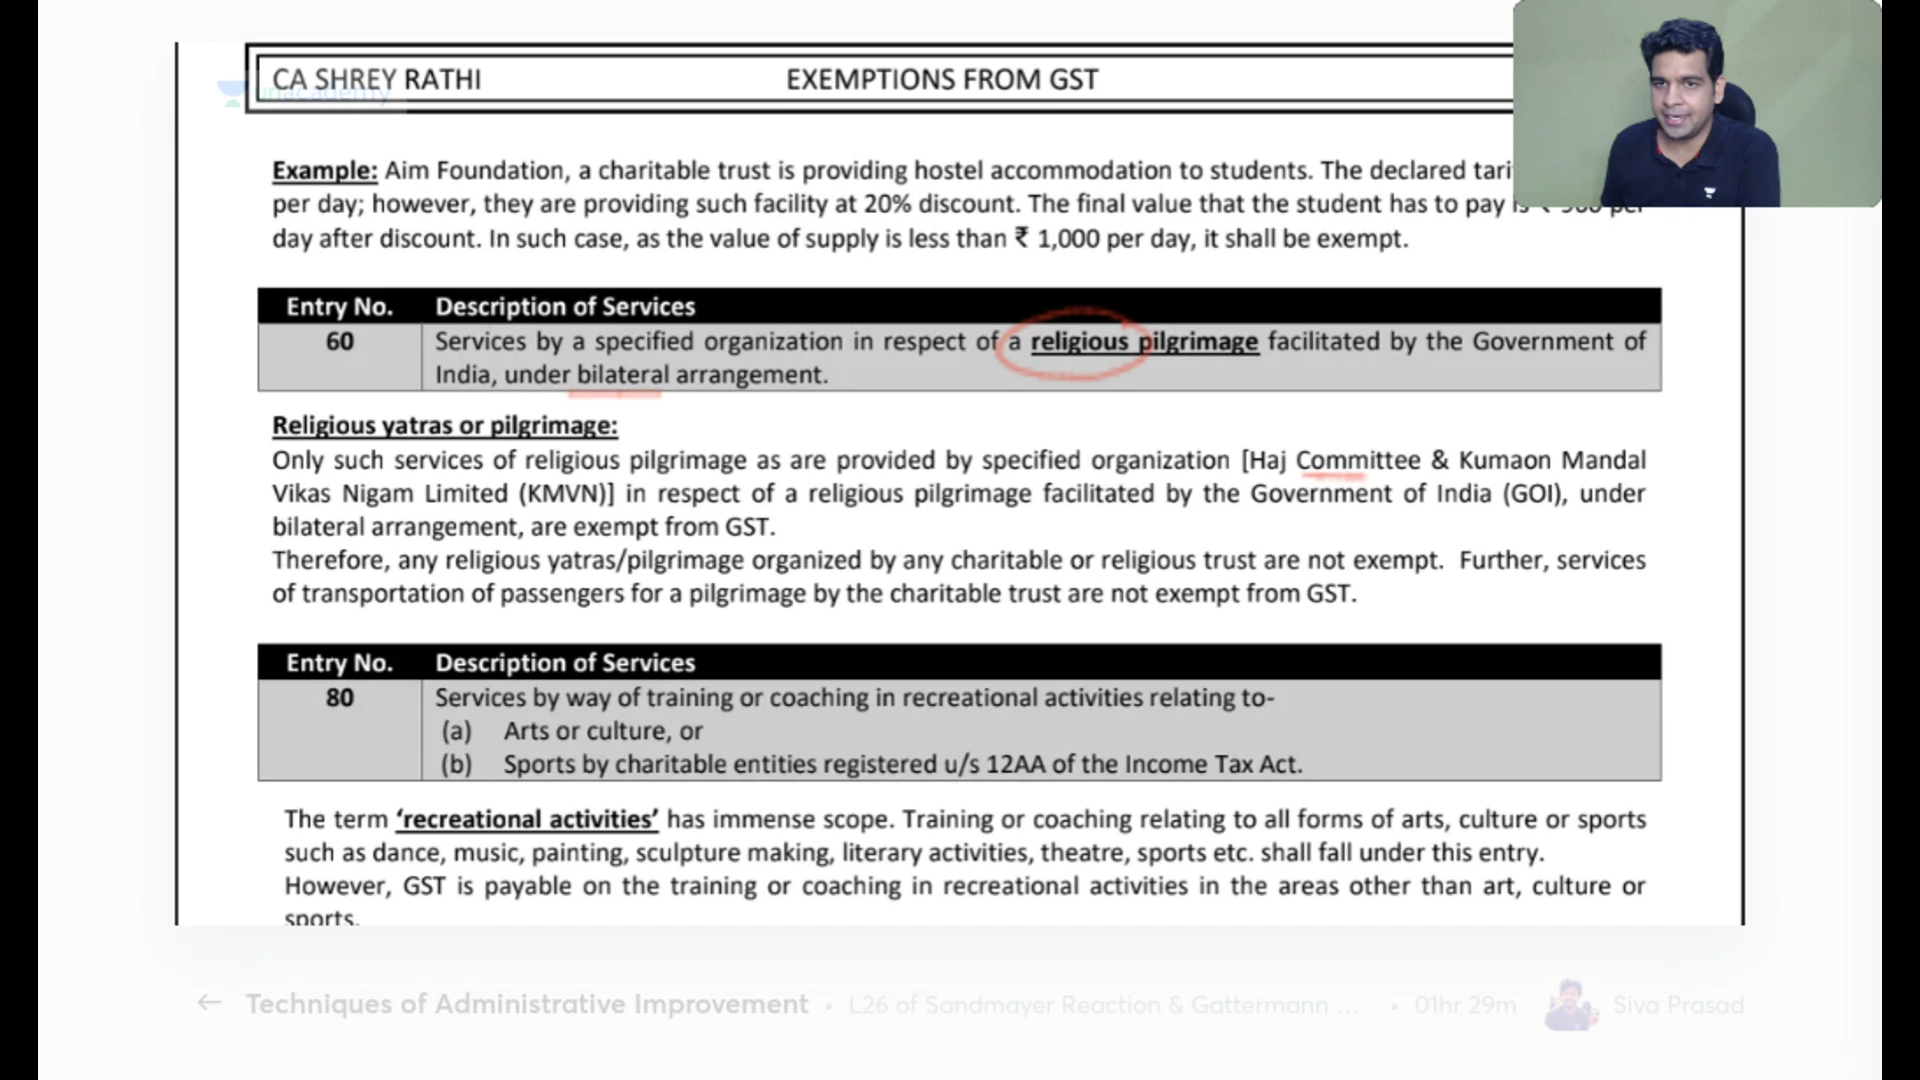 CA SHREY RATHI EXEMPTIONS FROM GST
unacademy
Example: Aim Foundation, a charitable trust is providing hostel accommodation to students. The declared
per day; however, they are providing such facility at 20% discount. The final value that the student has to pay is ₹ 960 per
day after discount. In such case, as the value of supply is less than ₹ 1,000 per day, it shall be exempt.
Entry No. Description of Services
60 Services by a specified organization in respect of a religious pilgrimage facilitated by the Government of
India, under bilateral arrangement.
Religious yatras or pilgrimage:
Only such services of religious pilgrimage as are provided by specified organization [Haj Committee & Kumaon Mandal
Vikas Nigam Limited (KMVN)] in respect of a religious pilgrimage facilitated by the Government of India (GOI), under
bilateral arrangement, are exempt from GST.
Therefore, any religious yatras/pilgrimage organized by any charitable or religious trust are not exempt. Further, services
of transportation of passengers for a pilgrimage by the charitable trust are not exempt from GST.
Entry No. Description of Services
80 Services by way of training or coaching in recreational activities relating to-
(a) Arts or culture, or
(b) Sports by charitable entities registered u/s 12AA of the Income Tax Act.
The term ‘recreational activities’ has immense scope. Training or coaching relating to all forms of arts, culture or sports
such as dance, music, painting, sculpture making, literary activities, theatre, sports etc. shall fall under this entry.
However, GST is payable on the training or coaching in recreational activities in the areas other than art, culture or
sports.
← Techniques of Administrative Improvement • L26 of Sandmayer Reaction & Gattermann ... • 01hr 29m Siva Prasad